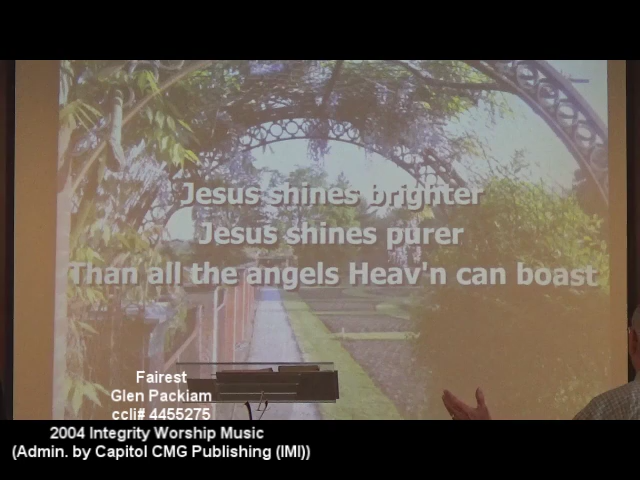 Jesus shines brighter
Jesus shines purer
Than all the angels Heav'n can boast
Fairest
Glen Packiam
ccli# 4455275
2004 Integrity Worship Music
(Admin. by Capitol CMG Publishing (IMI))